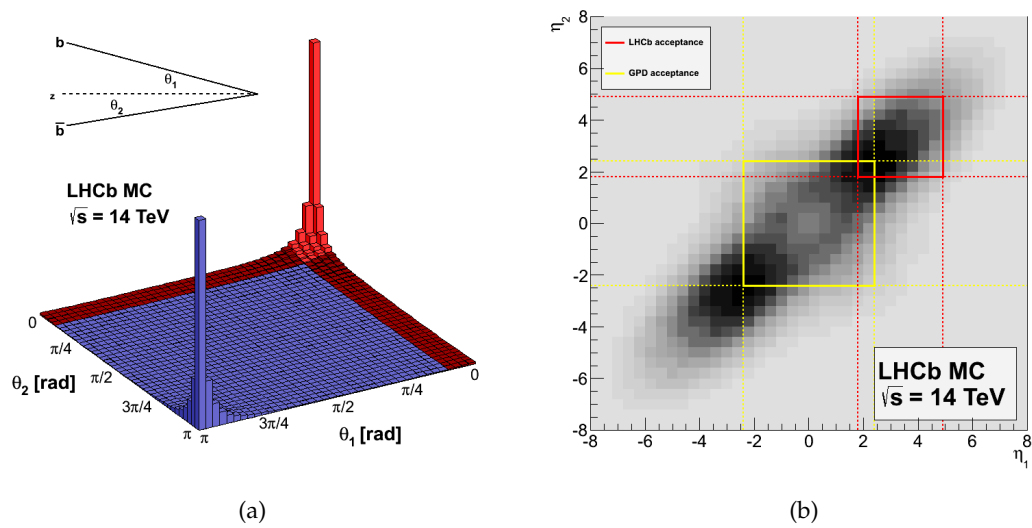 b
θ1
z
θ2
b̅
LHCb MC
√s = 14 TeV
0
π/4
π/2
3π/4
π
θ2 [rad]
π
3π/4
π/2
π/4
0
θ1 [rad]
(a)
η2
8
6
4
2
0
-2
-4
-6
-8
LHCb acceptance
GPD acceptance
LHCb MC
√s = 14 TeV
-8
-6
-4
-2
0
2
4
6
8
η1
(b)